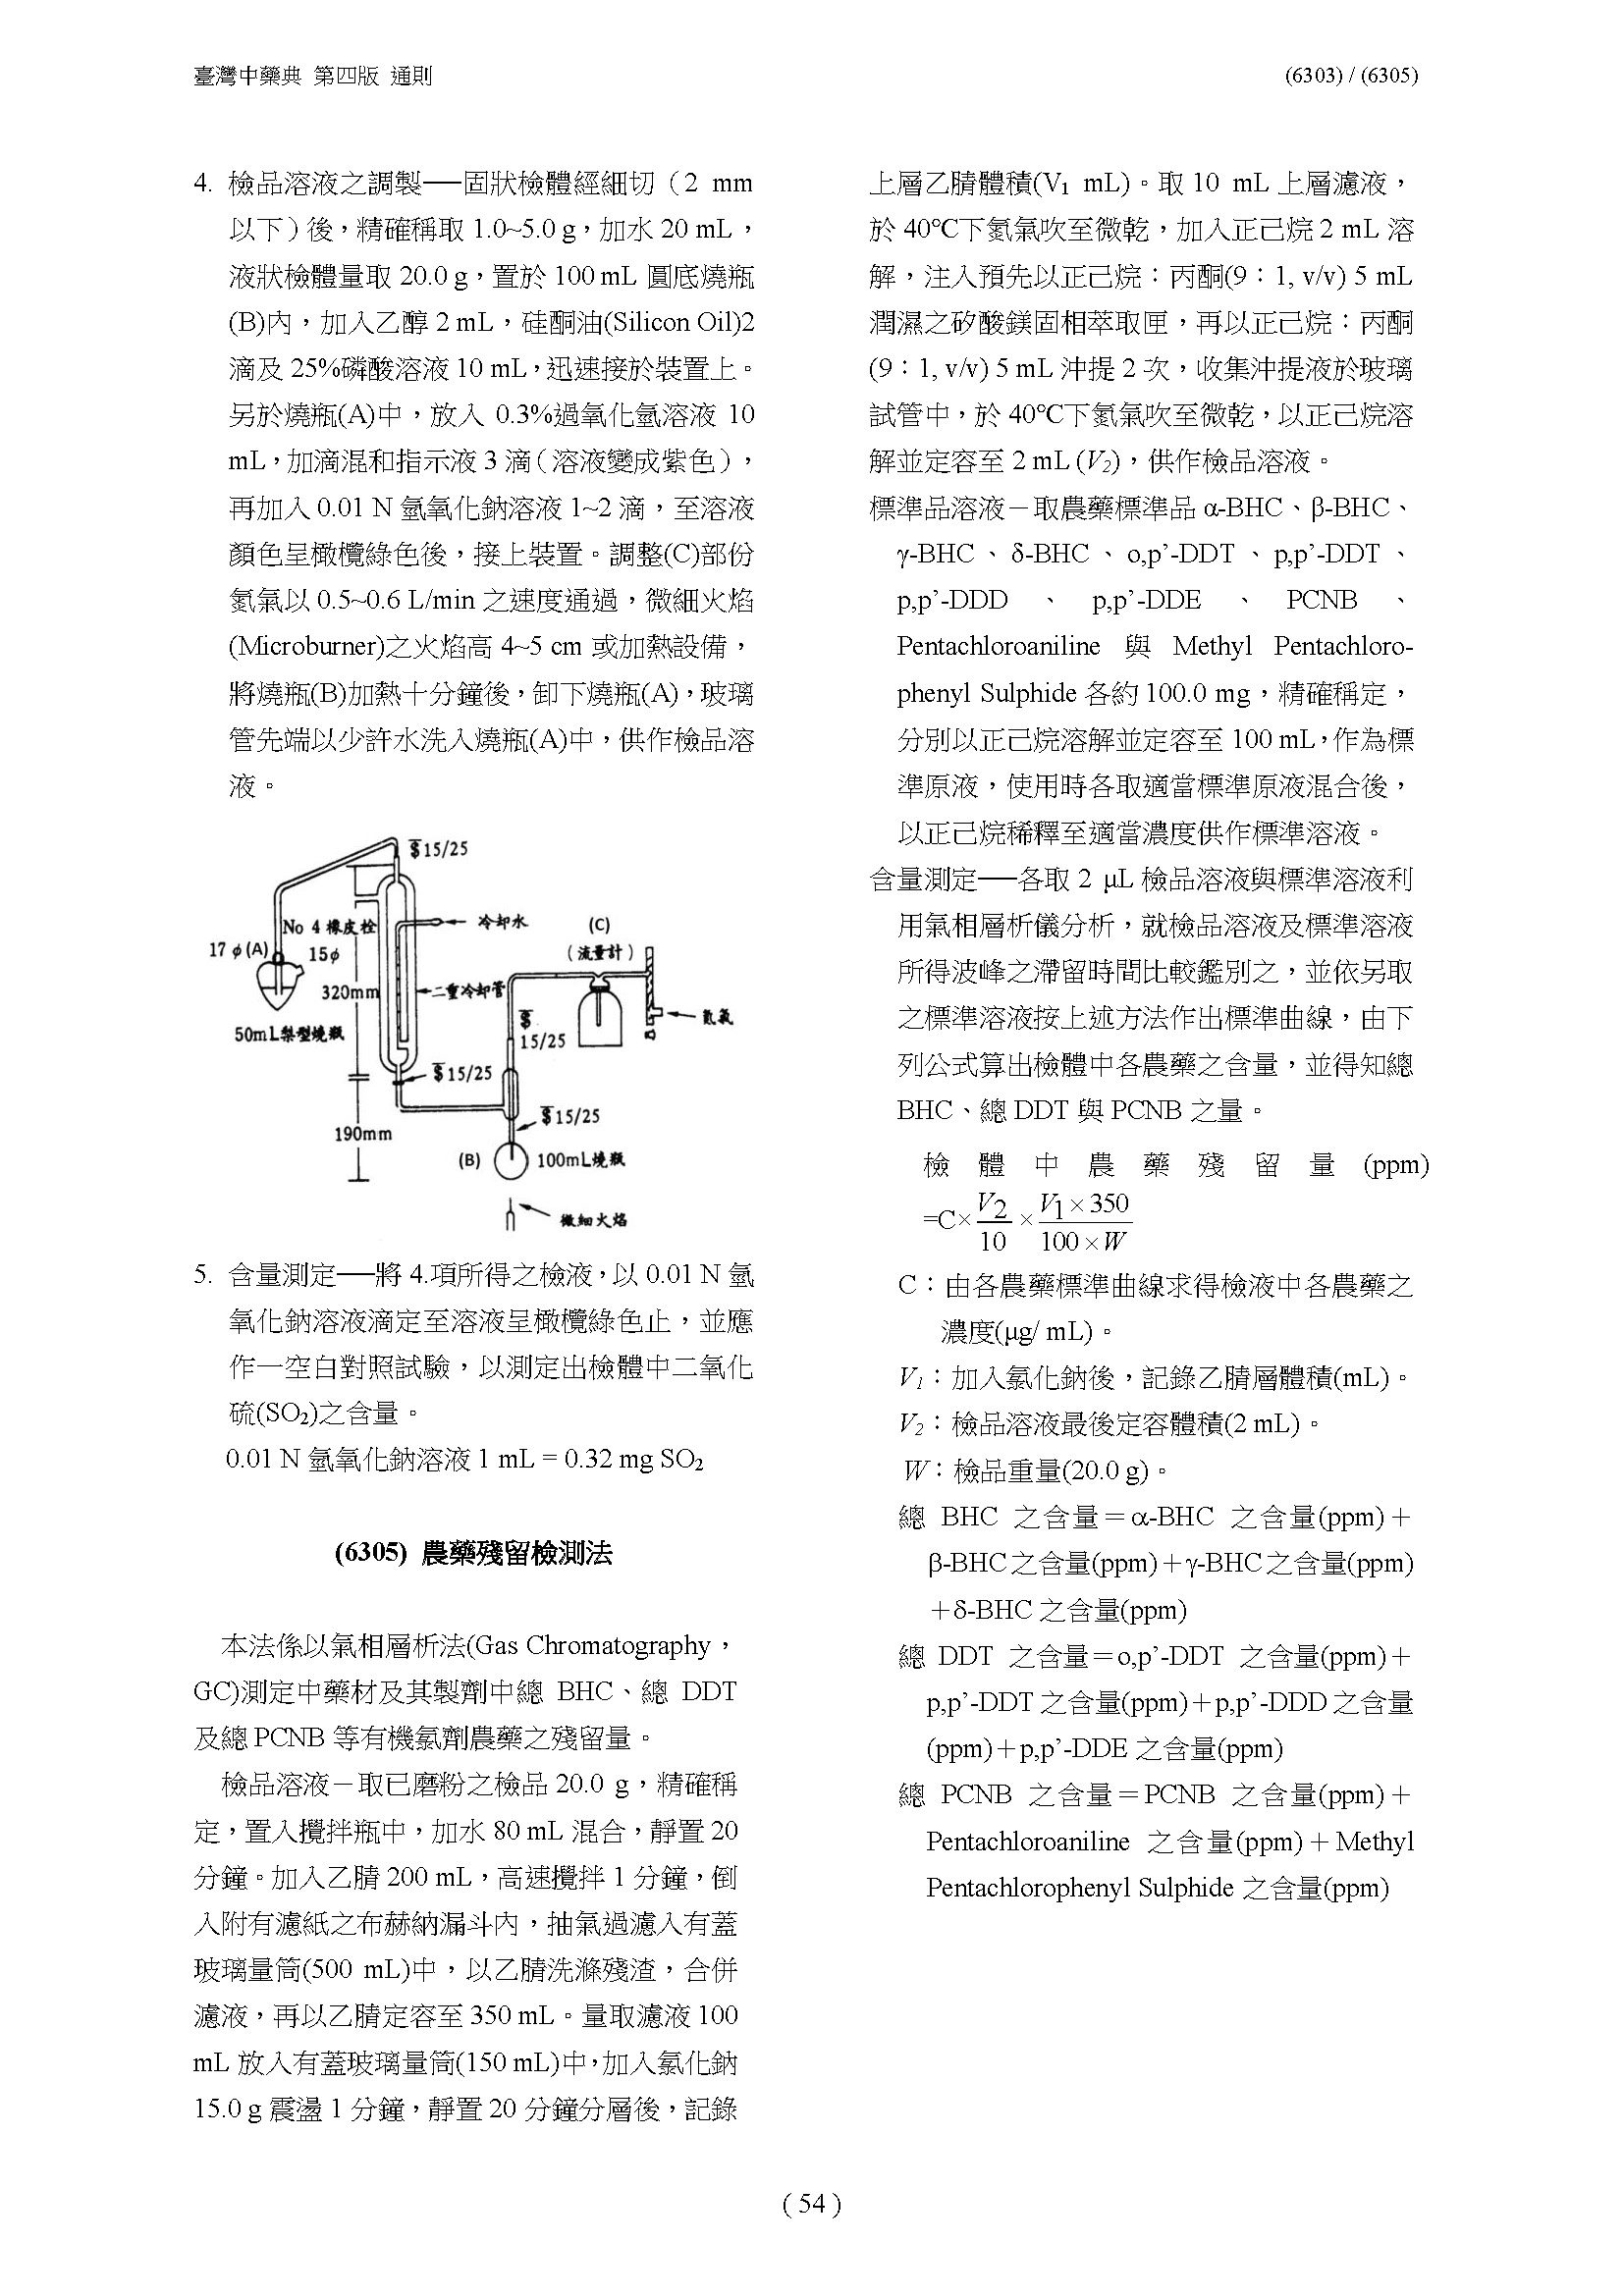 臺灣中藥典 第四版 通則
(6303) / (6305)
4. 檢品溶液之調製──固狀檢體經細切（2 mm
以下）後，精確稱取 1.0~5.0 g，加水 20 mL，
液狀檢體量取 20.0 g，置於 100 mL 圓底燒瓶
(B)內，加入乙醇 2 mL，硅酮油(Silicon Oil)2
滴及 25%磷酸溶液 10 mL，迅速接於裝置上。
另於燒瓶(A)中，放入 0.3%過氧化氫溶液 10
mL，加滴混和指示液 3 滴（溶液變成紫色），
再加入 0.01 N 氫氧化鈉溶液 1~2 滴，至溶液
顏色呈橄欖綠色後，接上裝置。調整(C)部份
氮氣以 0.5~0.6 L/min 之速度通過，微細火焰
(Microburner)之火焰高 4~5 cm 或加熱設備，
將燒瓶(B)加熱十分鐘後，卸下燒瓶(A)，玻璃
管先端以少許水洗入燒瓶(A)中，供作檢品溶
液。
15/25
No 4 橡皮栓
冷却水
(C)
（流量計）
17 φ (A)
15φ
320mm
二重冷却管
氮氣
50mL梨型燒瓶
15/25
15/25
15/25
190mm
(B)
100mL燒瓶
微細火焰
5. 含量測定──將 4.項所得之檢液，以 0.01 N 氫
氧化鈉溶液滴定至溶液呈橄欖綠色止，並應
作一空白對照試驗，以測定出檢體中二氧化
硫(SO₂)之含量。
0.01 N 氫氧化鈉溶液 1 mL = 0.32 mg SO₂
(6305) 農藥殘留檢測法
本法係以氣相層析法(Gas Chromatography，
GC)測定中藥材及其製劑中總 BHC、總 DDT
及總 PCNB 等有機氯劑農藥之殘留量。
檢品溶液－取已磨粉之檢品 20.0 g，精確稱
定，置入攪拌瓶中，加水 80 mL 混合，靜置 20
分鐘。加入乙腈 200 mL，高速攪拌 1 分鐘，倒
入附有濾紙之布赫納漏斗內，抽氣過濾入有蓋
玻璃量筒(500 mL)中，以乙腈洗滌殘渣，合併
濾液，再以乙腈定容至 350 mL。量取濾液 100
mL 放入有蓋玻璃量筒(150 mL)中，加入氯化鈉
15.0 g 震盪 1 分鐘，靜置 20 分鐘分層後，記錄
上層乙腈體積(V₁ mL)。取 10 mL 上層濾液，
於 40℃下氮氣吹至微乾，加入正己烷 2 mL 溶
解，注入預先以正己烷：丙酮(9：1, v/v) 5 mL
潤濕之矽酸鎂固相萃取匣，再以正己烷：丙酮
(9：1, v/v) 5 mL 沖提 2 次，收集沖提液於玻璃
試管中，於 40℃下氮氣吹至微乾，以正己烷溶
解並定容至 2 mL (V₂)，供作檢品溶液。
標準品溶液－取農藥標準品 α-BHC、β-BHC、
γ-BHC、δ-BHC、o,p’-DDT、p,p’-DDT、
p,p’-DDD、p,p’-DDE、PCNB、
Pentachloroaniline 與 Methyl Pentachloro-
phenyl Sulphide 各約 100.0 mg，精確稱定，
分別以正己烷溶解並定容至 100 mL，作為標
準原液，使用時各取適當標準原液混合後，
以正己烷稀釋至適當濃度供作標準溶液。
含量測定──各取 2 μL 檢品溶液與標準溶液利
用氣相層析儀分析，就檢品溶液及標準溶液
所得波峰之滯留時間比較鑑別之，並依另取
之標準溶液按上述方法作出標準曲線，由下
列公式算出檢體中各農藥之含量，並得知總
BHC、總 DDT 與 PCNB 之量。
檢體中農藥殘留量(ppm)
=C× V₂/10 × V₁×350/100×W
C：由各農藥標準曲線求得檢液中各農藥之
濃度(μg/ mL)。
V₁：加入氯化鈉後，記錄乙腈層體積(mL)。
V₂：檢品溶液最後定容體積(2 mL)。
W：檢品重量(20.0 g)。
總 BHC 之含量＝α-BHC 之含量(ppm)＋
β-BHC之含量(ppm)＋γ-BHC之含量(ppm)
＋δ-BHC 之含量(ppm)
總 DDT 之含量＝o,p’-DDT 之含量(ppm)＋
p,p’-DDT之含量(ppm)＋p,p’-DDD之含量
(ppm)＋p,p’-DDE 之含量(ppm)
總 PCNB 之含量＝PCNB 之含量(ppm)＋
Pentachloroaniline 之含量(ppm)＋Methyl
Pentachlorophenyl Sulphide 之含量(ppm)
( 54 )